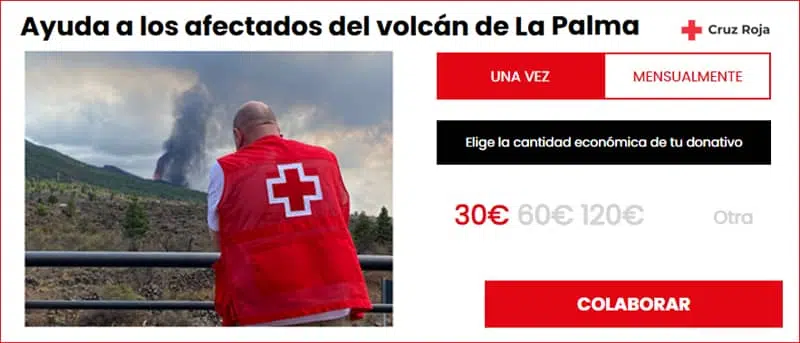 Ayuda a los afectados del volcán de La Palma
Cruz Roja
UNA VEZ
MENSUALMENTE
Elige la cantidad económica de tu donativo
30€ 60€ 120€ Otra
COLABORAR